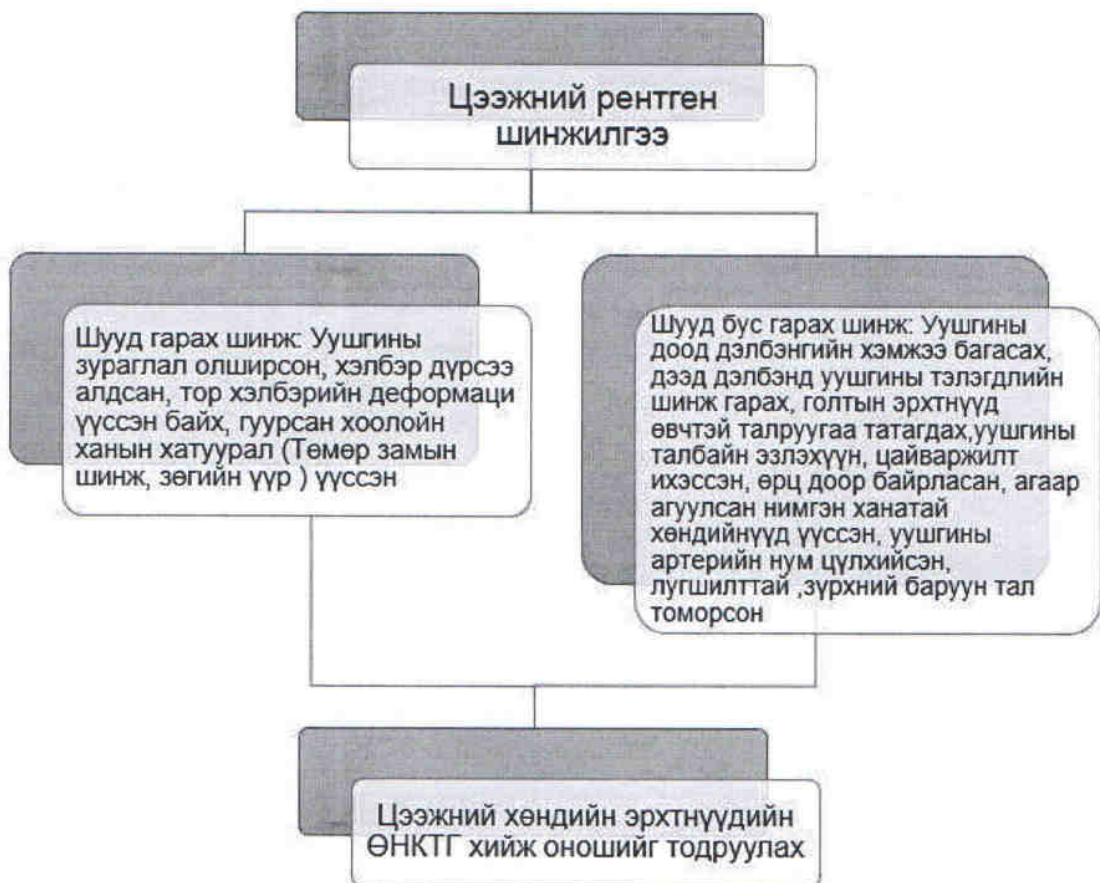 Цээжний рентген
шинжилгээ
Шууд гарах шинж: Уушгины
зураглал олширсон, хэлбэр дүрсээ
алдсан, тор хэлбэрийн деформаци
үүссэн байх, гуурсан хоолойн
ханын хатуурал (Төмөр замын
шинж, зөгийн үүр ) үүссэн
Шууд бус гарах шинж: Уушгины
доод дэлбэнгийн хэмжээ багасах,
дээд дэлбэнд уушгины тэлэгдлийн
шинж гарах, голтын эрхтнүүд
өвчтэй талруугаа татагдах,уушгины
талбайн эзлэхүүн, цайваржилт
ихэссэн, өрц доор байрласан, агаар
агуулсан нимгэн ханатай
хөндийнүүд үүссэн, уушгины
артерийн нум цүлхийсэн,
лугшилттай ,зүрхний баруун тал
томорсон
Цээжний хөндийн эрхтнүүдийн
ӨНКТГ хийж оношийг тодруулах